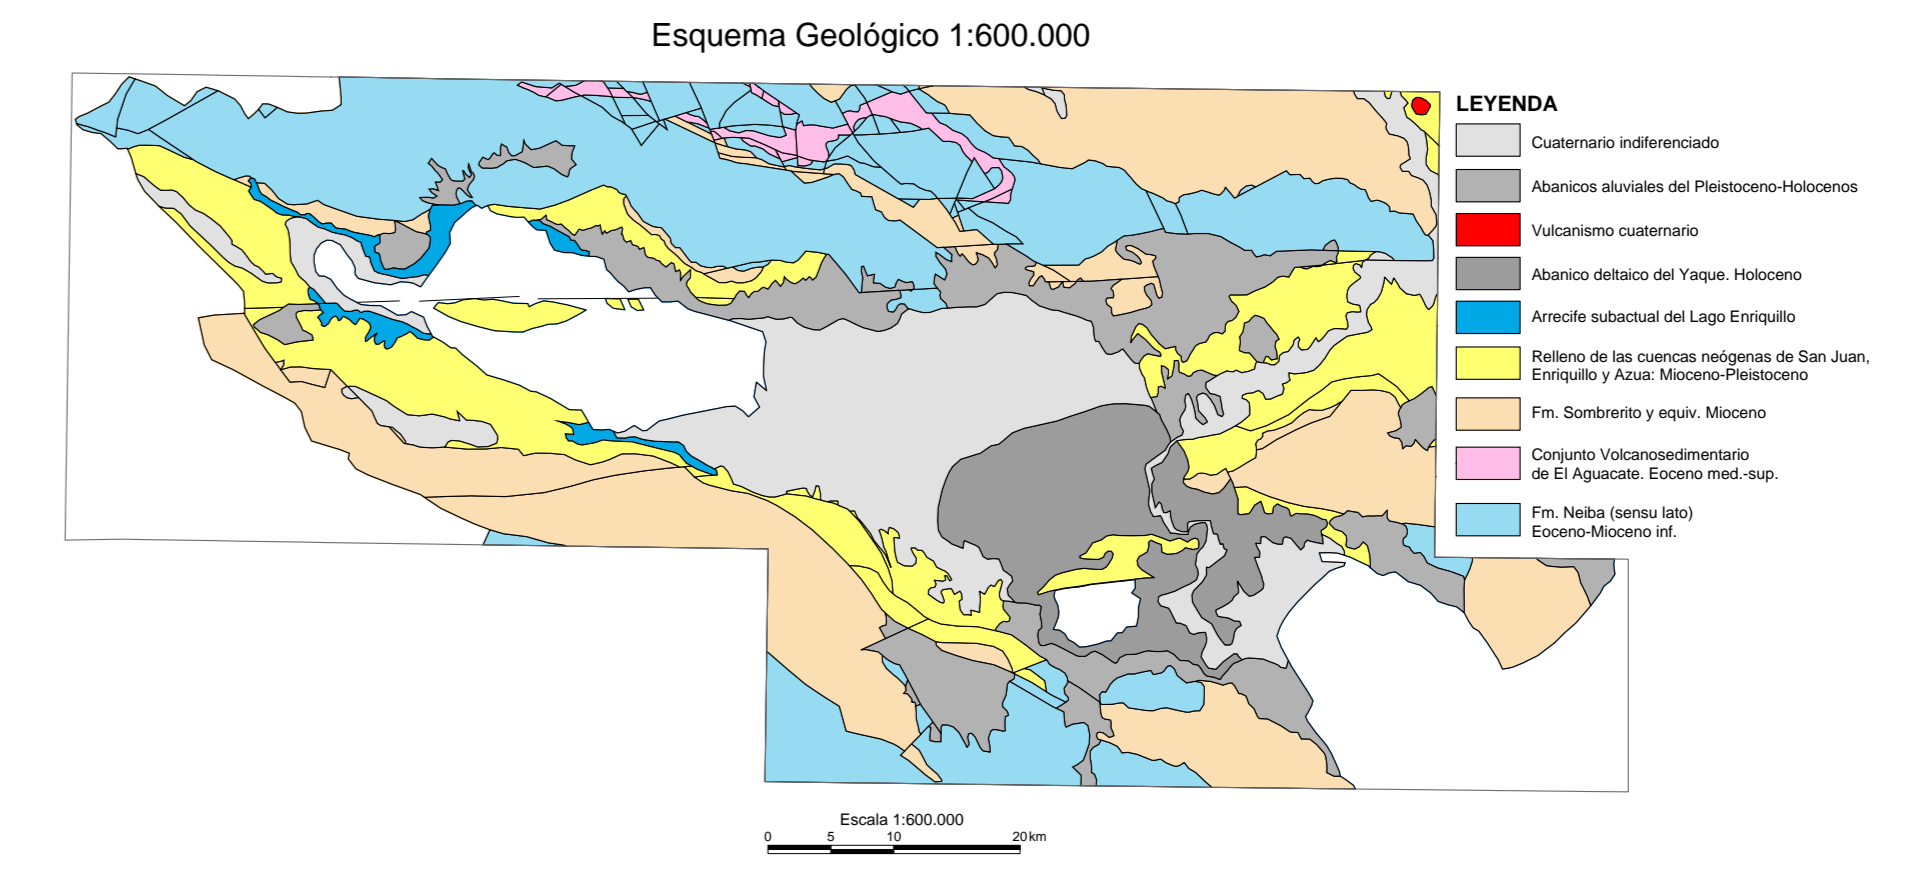 Esquema Geológico 1:600.000
LEYENDA
Cuaternario indiferenciado
Abanicos aluviales del Pleistoceno-Holocenos
Vulcanismo cuaternario
Abanico deltaico del Yaque. Holoceno
Arrecife subactual del Lago Enriquillo
Relleno de las cuencas neógenas de San Juan,
Enriquillo y Azua: Mioceno-Pleistoceno
Fm. Sombrerito y equiv. Mioceno
Conjunto Volcanosedimentario
de El Aguacate. Eoceno med.-sup.
Fm. Neiba (sensu lato)
Eoceno-Mioceno inf.
Escala 1:600.000
0 5 10 20 km